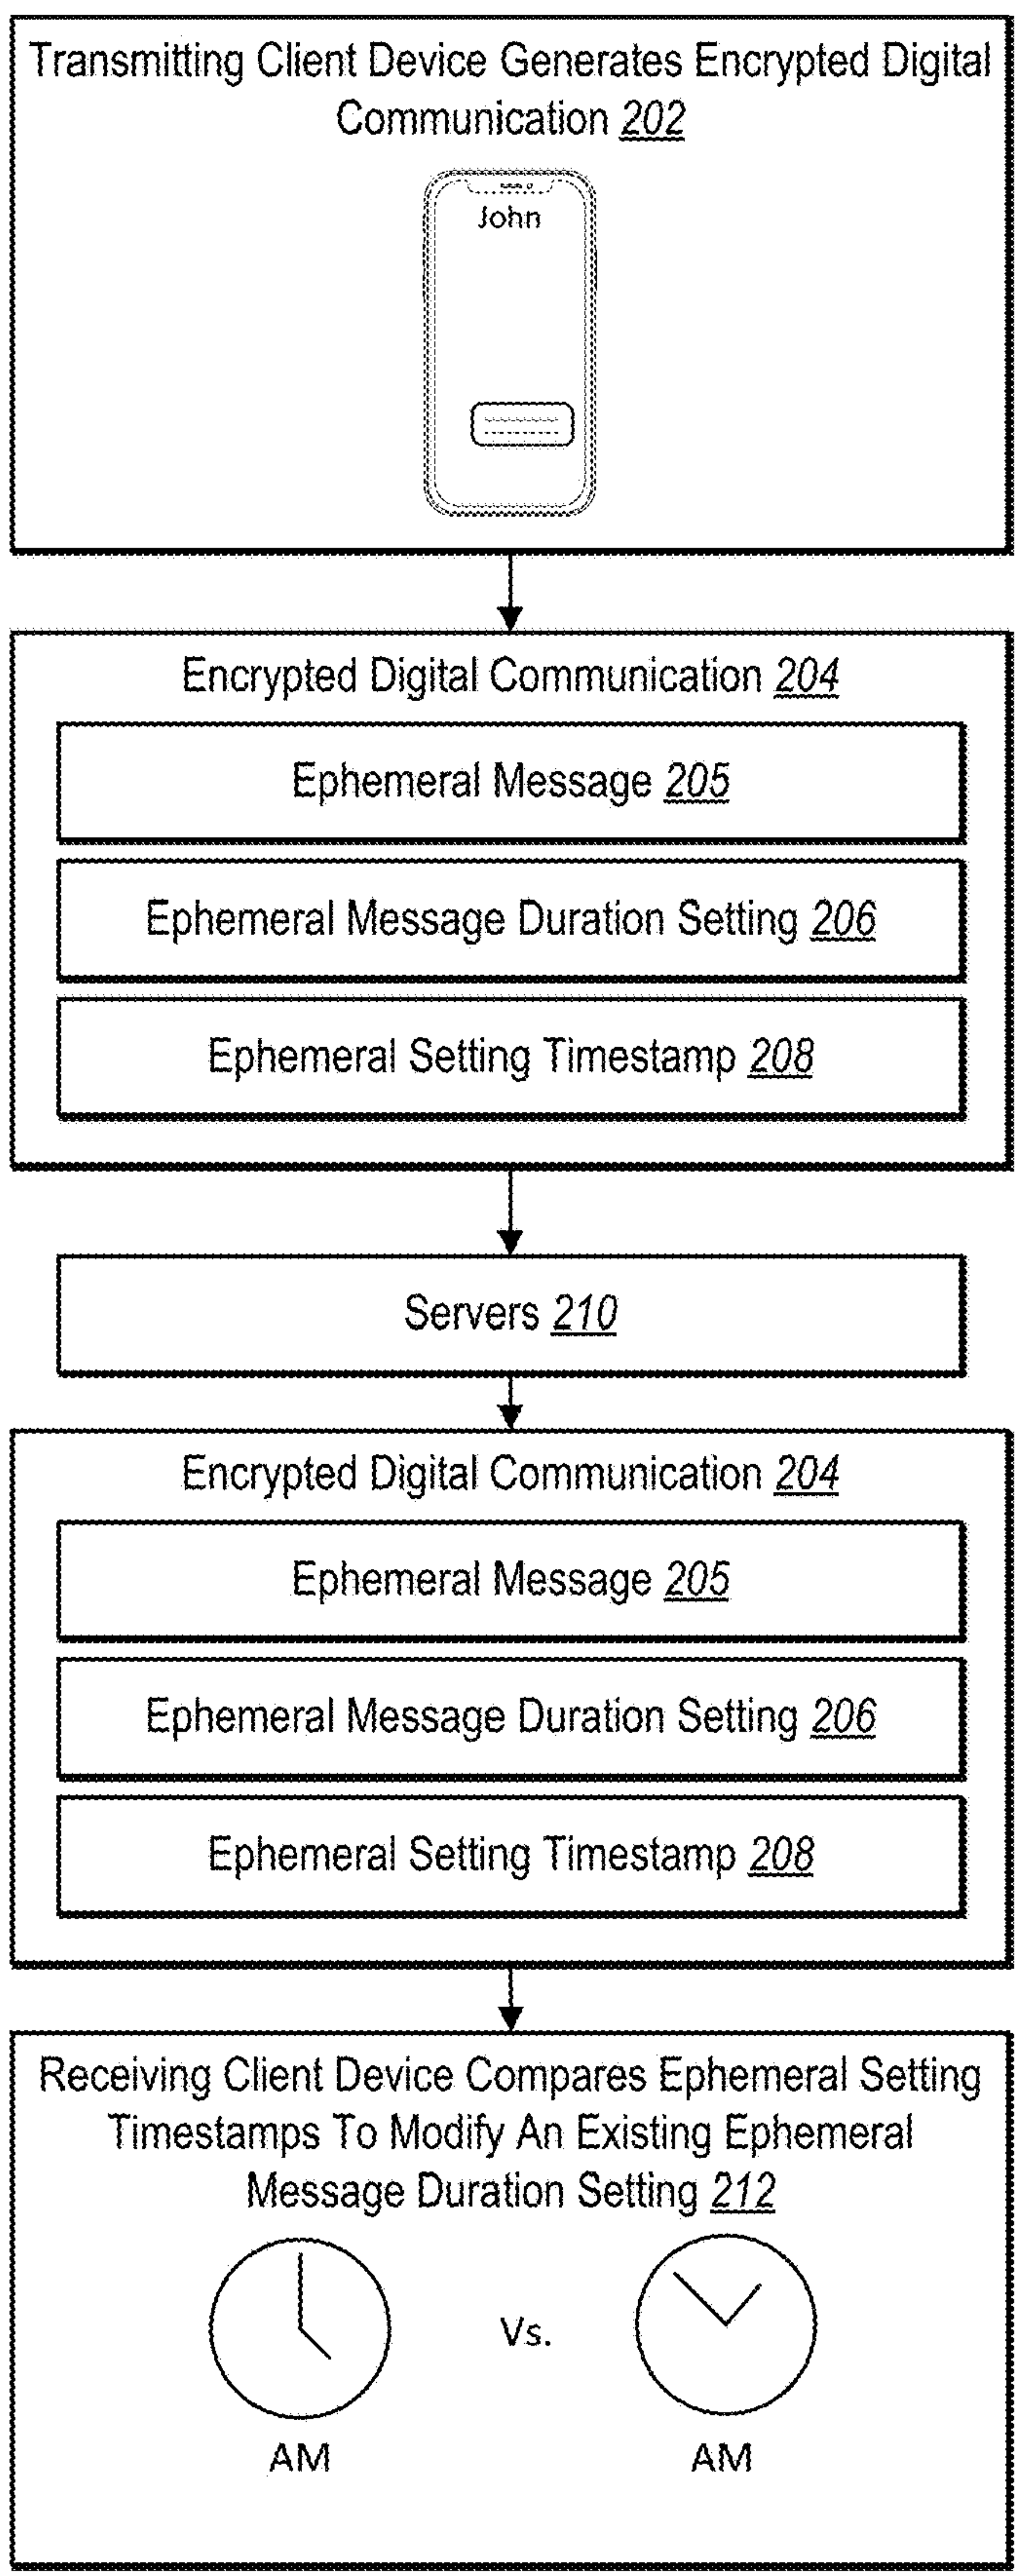 Transmitting Client Device Generates Encrypted Digital
Communication 202
John
Encrypted Digital Communication 204
Ephemeral Message 205
Ephemeral Message Duration Setting 206
Ephemeral Setting Timestamp 208
Servers 210
Encrypted Digital Communication 204
Ephemeral Message 205
Ephemeral Message Duration Setting 206
Ephemeral Setting Timestamp 208
Receiving Client Device Compares Ephemeral Setting
Timestamps To Modify An Existing Ephemeral
Message Duration Setting 212
Vs.
AM
AM